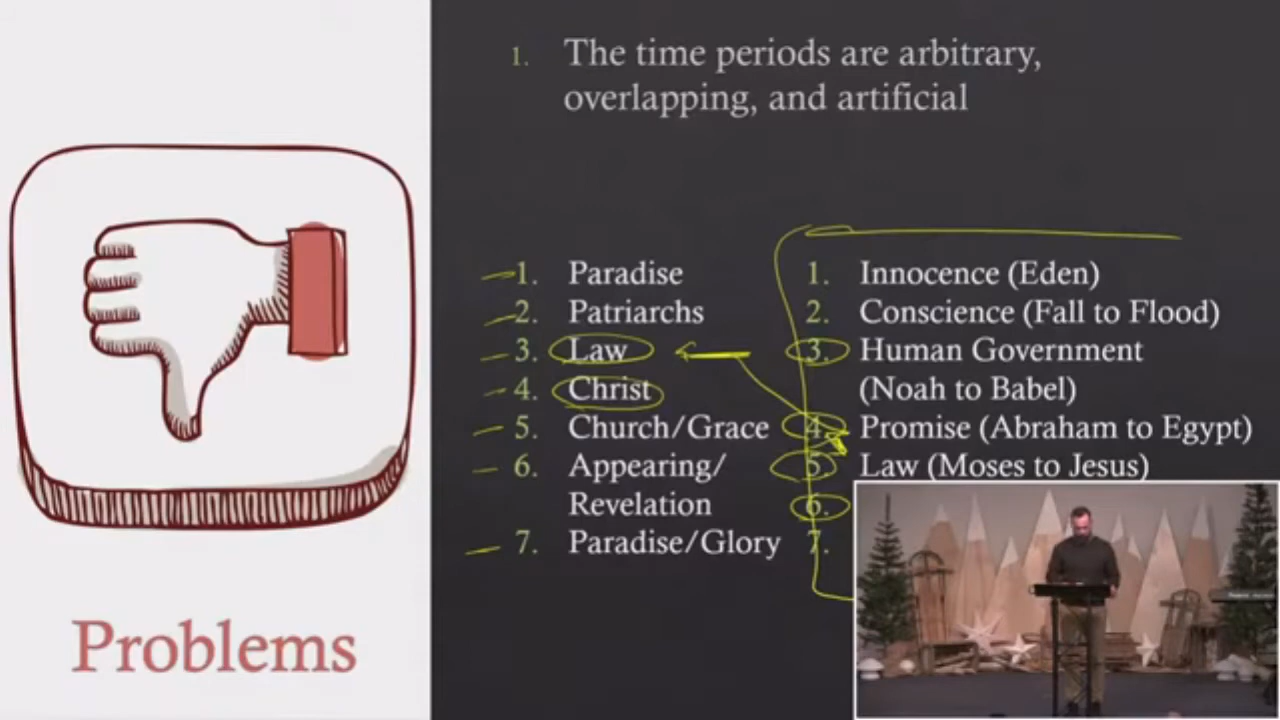 1. The time periods are arbitrary,
overlapping, and artificial
1. Paradise
2. Patriarchs
3. Law
4. Christ
5. Church/Grace
6. Appearing/
Revelation
7. Paradise/Glory
1. Innocence (Eden)
2. Conscience (Fall to Flood)
3. Human Government
(Noah to Babel)
4. Promise (Abraham to Egypt)
5. Law (Moses to Jesus)
6.
7.
Problems